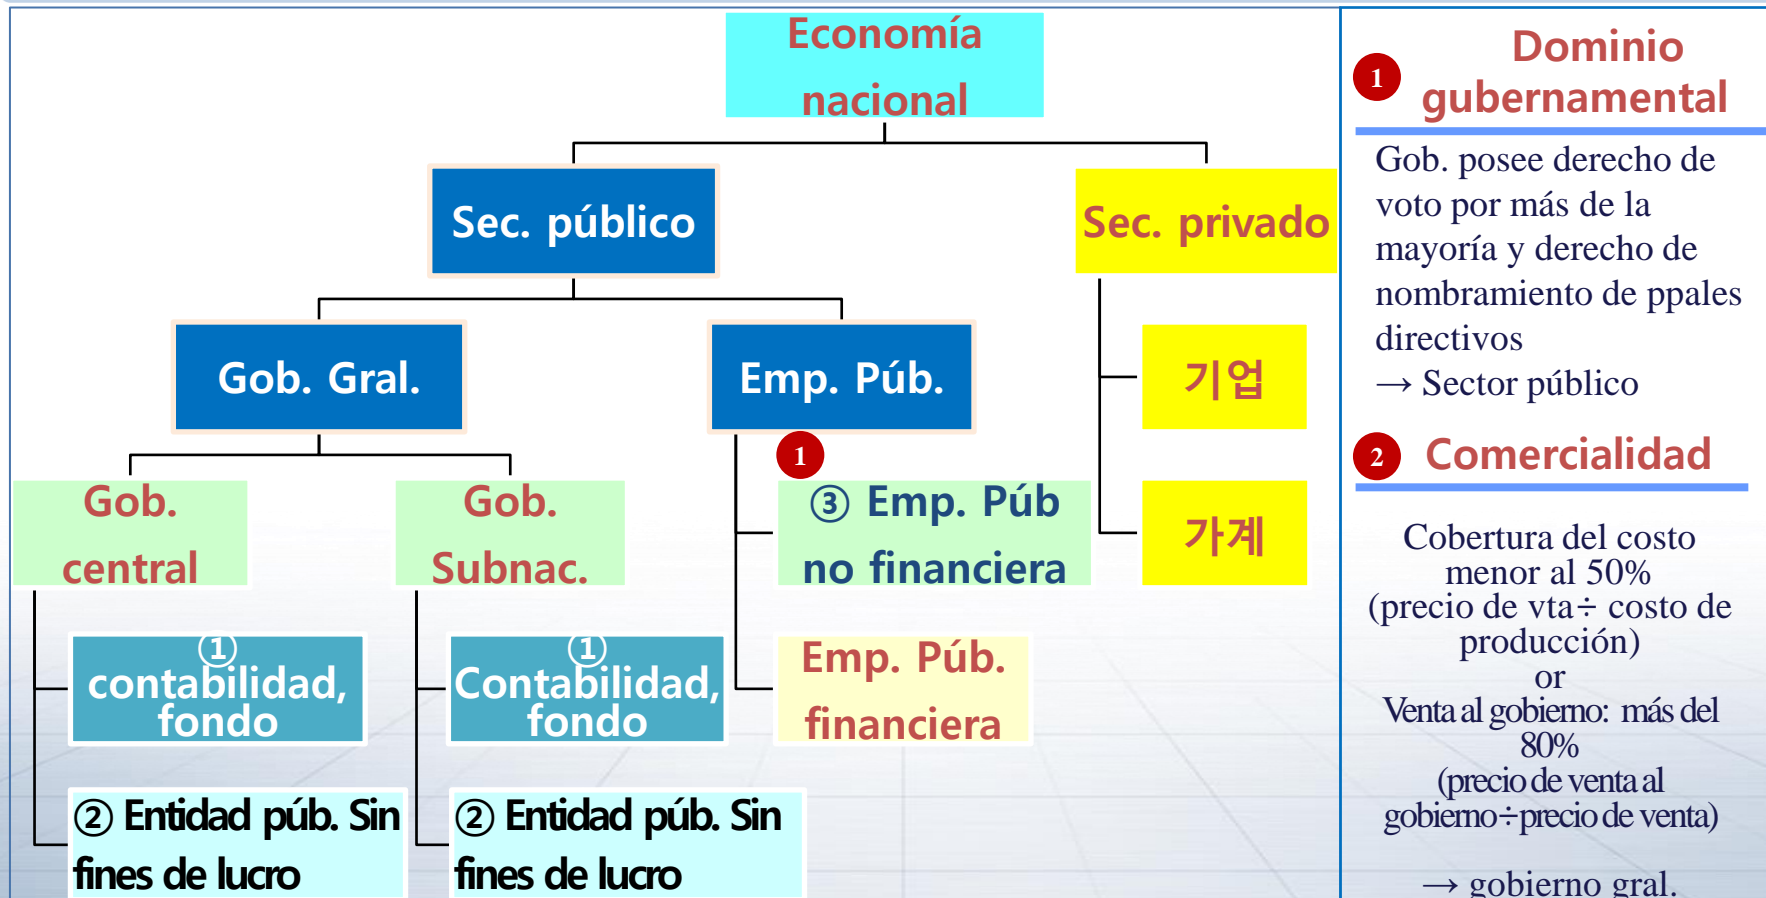 Economía
nacional
Sec. público
Sec. privado
Gob. Gral.
Emp. Púb.
기업
1
Gob.
central
Gob.
Subnac.
③ Emp. Púb
no financiera
가계
①
contabilidad,
fondo
①
Contabilidad,
fondo
Emp. Púb.
financiera
② Entidad púb. Sin
fines de lucro
② Entidad púb. Sin
fines de lucro
1
Dominio
gubernamental
Gob. posee derecho de
voto por más de la
mayoría y derecho de
nombramiento de ppales
directivos
→ Sector público
2 Comercialidad
Cobertura del costo
menor al 50%
(precio de vta÷ costo de
producción)
or
Venta al gobierno: más del
80%
(precio de venta al
gobierno÷precio de venta)
→ gobierno gral.